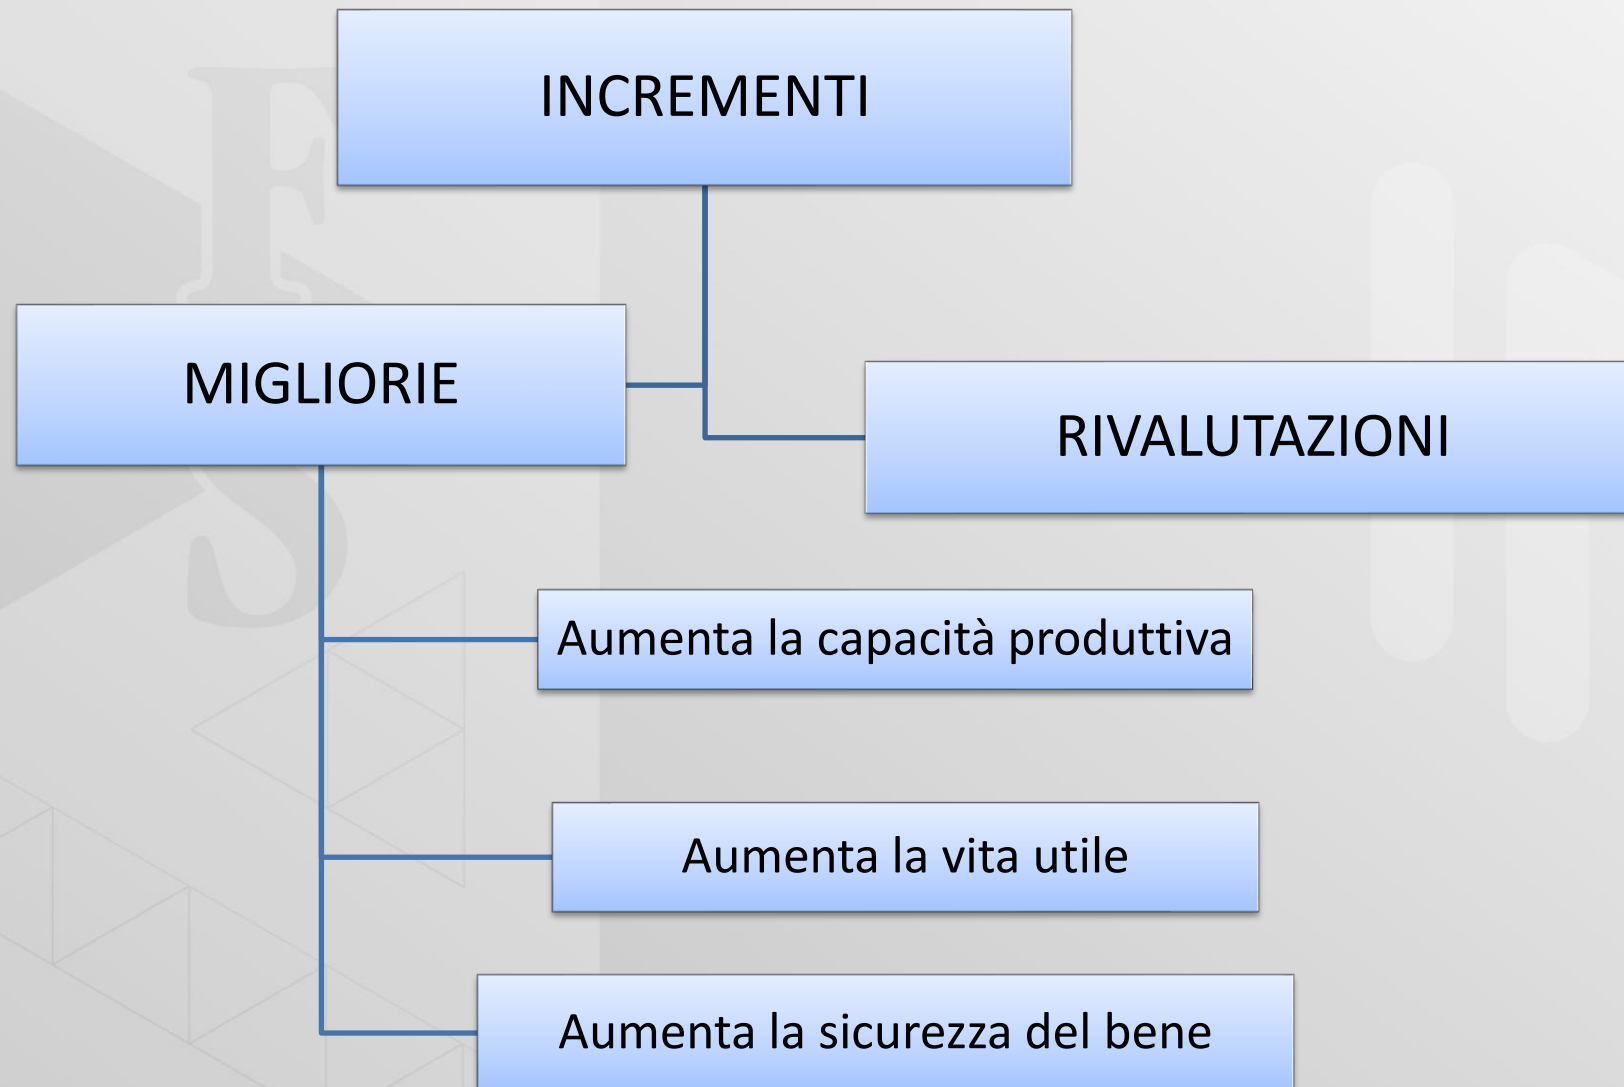 INCREMENTI
MIGLIORIE
RIVALUTAZIONI
Aumenta la capacità produttiva
Aumenta la vita utile
Aumenta la sicurezza del bene